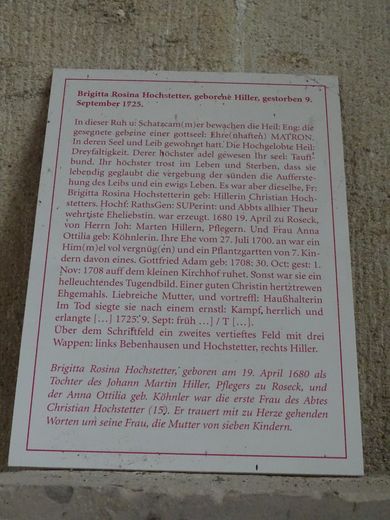 Brigitta Rosina Hochstetter, geborene Hiller, gestorben 9.
September 1725.
In dieser Ruh u: Schatzcam(m)er bewachen die Heil: Eng: die
gesegnete gebeine einer gottseel: Ehre(nhaften) MATRON.
In deren Seel und Leib gewohnet hatt. Die Hochgelobte Heil:
Dreyfaltigkeit. Derer höchster adel gewesen Ihr seel: Tauff
bund. Ihr höchster trost im Leben und Sterben, dass sie
lebendig geglaubt die vergebung der sünden die Aufferste-
hung des Leibs und ein ewigs Leben. Es war aber dieselbe, Fr:
Brigitta Rosina Hochstetterin geb: Hillerin Christian Hoch-
stetters. Hochf: RathsGen: SUPerint: und Abbts allhier Theur
wehrtiste Eheliebstin. war erzeugt. 1680 19. April zu Roseck,
von Herrn Joh: Marten Hillern, Pflegern. Und Frau Anna
Ottilia geb: Köhnlerin. Ihre Ehe vom 27. Juli 1700. an war ein
Him(m)el vol vergnüg(en) und ein Pflantzgarten von 7. Kin-
dern davon eines. Gottfried Adam geb: 1708: 30. Oct: gest: 1.
Nov: 1708 auff dem kleinen Kirchhof ruhet. Sonst war sie ein
helleuchtendes Tugendbild. Einer guten Christin hertztrewen
Ehgemahls. Liebreiche Mutter, und vortreffl: Haußhalterin
Im Tod siegte sie nach einem ernstl: Kampf, herrlich und
erlangte [...] 1725. 9. Sept: früh ...] / T [...].
Über dem Schriftfeld ein zweites vertieftes Feld mit drei
Wappen: links Bebenhausen und Hochstetter, rechts Hiller.
Brigitta Rosina Hochstetter, geboren am 19. April 1680 als
Tochter des Johann Martin Hiller, Pflegers zu Roseck, und
der Anna Ottilia geb. Köhnler war die erste Frau des Abtes
Christian Hochstetter (15). Er trauert mit zu Herze gehenden
Worten um seine Frau, die Mutter von sieben Kindern.